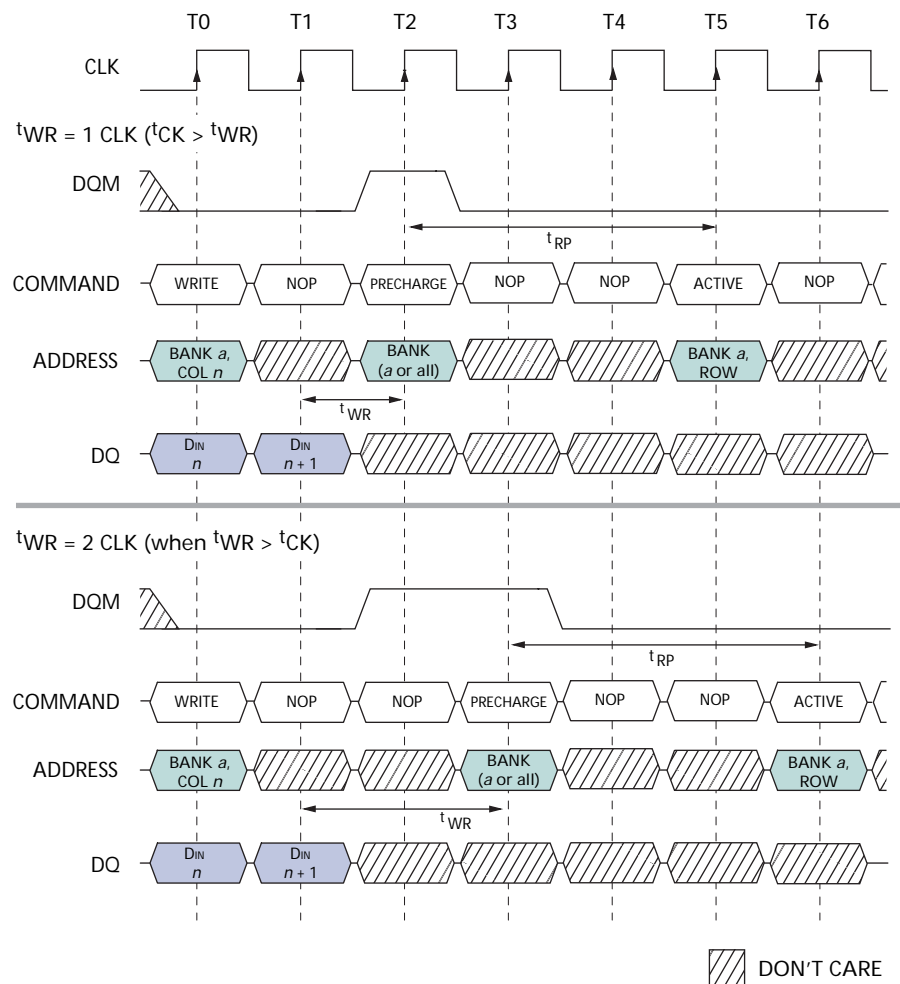 T0 T1 T2 T3 T4 T5 T6
CLK
tWR = 1 CLK (tCK > tWR)
DQM
tRP
COMMAND WRITE NOP PRECHARGE NOP NOP ACTIVE NOP
ADDRESS BANK a, COL n BANK (a or all) BANK a, ROW
tWR
DQ DIN n DIN n + 1
tWR = 2 CLK (when tWR > tCK)
DQM
tRP
COMMAND WRITE NOP NOP PRECHARGE NOP NOP ACTIVE
ADDRESS BANK a, COL n BANK (a or all) BANK a, ROW
tWR
DQ DIN n DIN n + 1
DON'T CARE